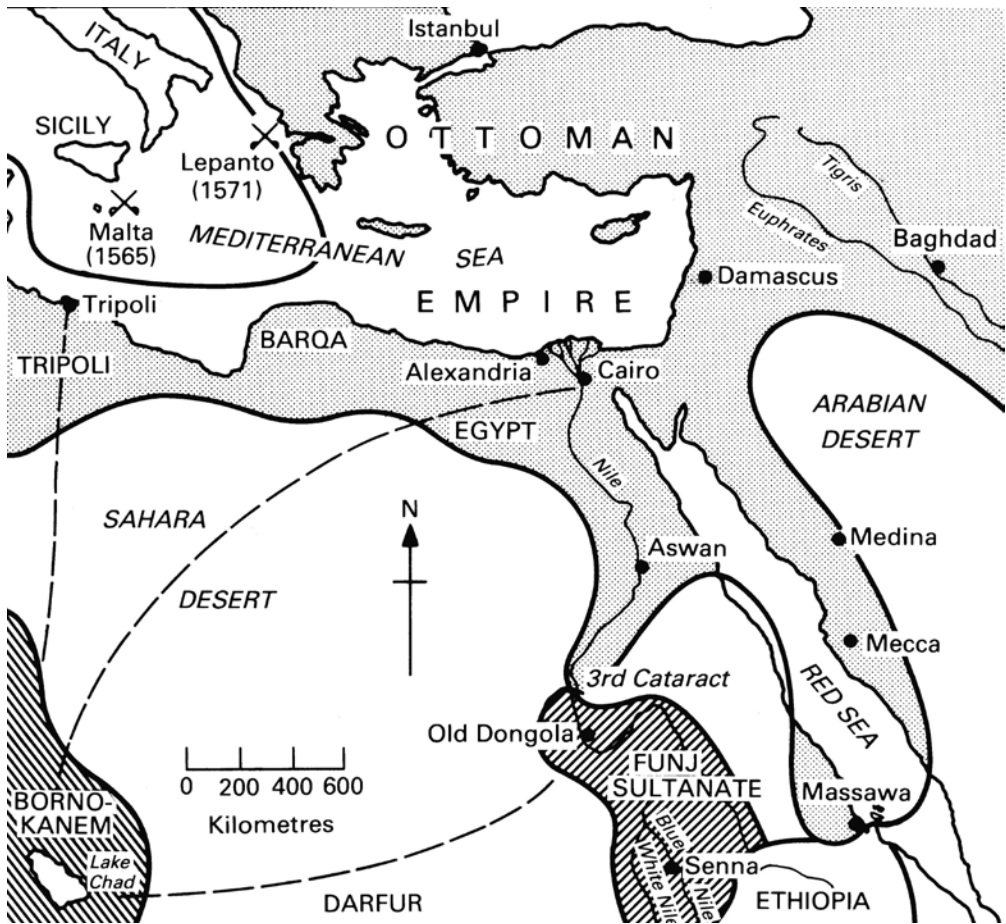 Istanbul
ITALY
SICILY
OTTOMAN
Lepanto
(1571)
Malta
(1565)
MEDITERRANEAN
SEA
Tigris
Euphrates
Baghdad
Damascus
EMPIRE
Tripoli
BARQA
TRIPOLI
Alexandria
Cairo
EGYPT
ARABIAN
DESERT
Nile
SAHARA
N
Medina
Aswan
DESERT
Mecca
3rd Cataract
RED SEA
Old Dongola
FUNJ
SULTANATE
0 200 400 600
Kilometres
Massawa
BORNO-
KANEM
Lake
Chad
Blue
Nile
White Nile
Senna
DARFUR
ETHIOPIA